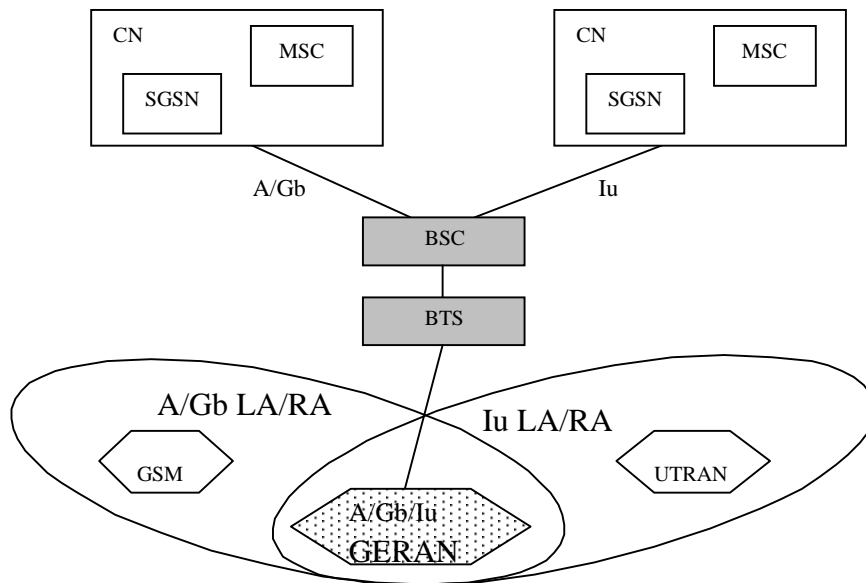 CN
MSC
SGSN
CN
MSC
SGSN
A/Gb
Iu
BSC
BTS
A/Gb LA/RA
Iu LA/RA
GSM
UTRAN
A/Gb/Iu
GERAN